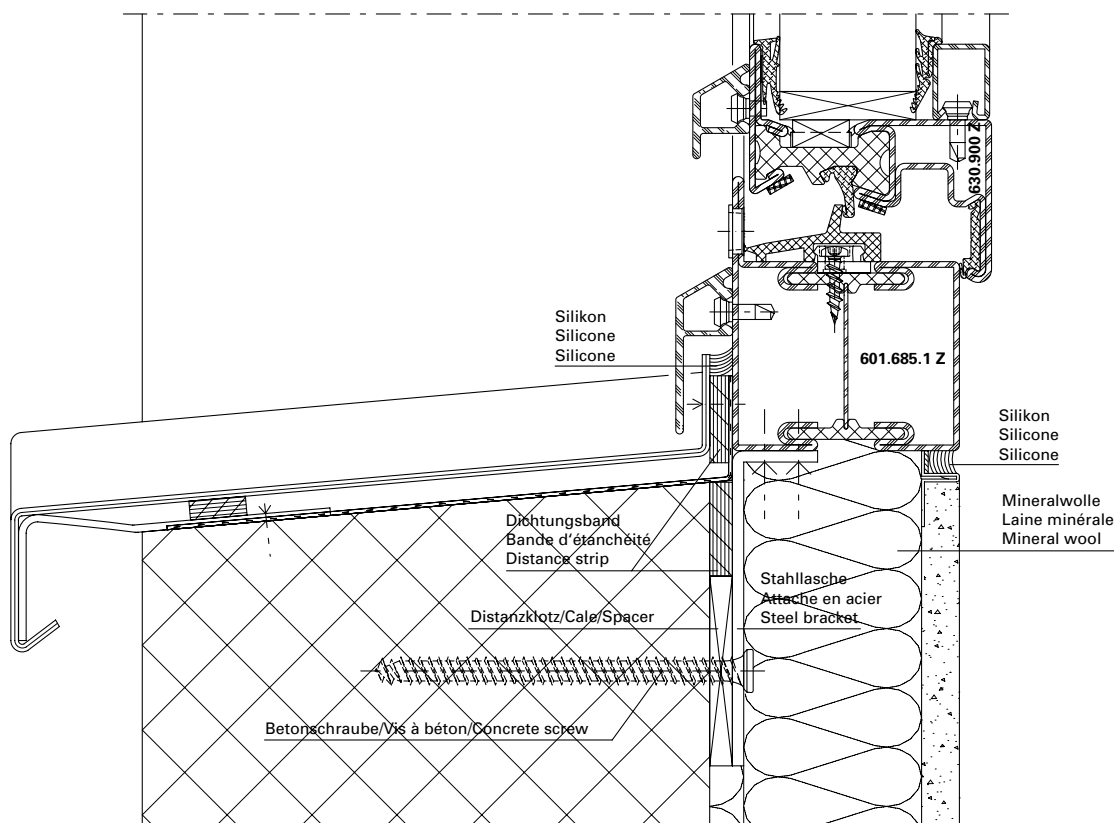 630.900 Z
Silikon
Silicone
Silicone
601.685.1 Z
Silikon
Silicone
Silicone
Mineralwolle
Laine minérale
Mineral wool
Dichtungsband
Bande d‘étanchéité
Distance strip
Stahllasche
Attache en acier
Steel bracket
Distanzklotz/Cale/Spacer
Betonschraube/Vis à béton/Concrete screw